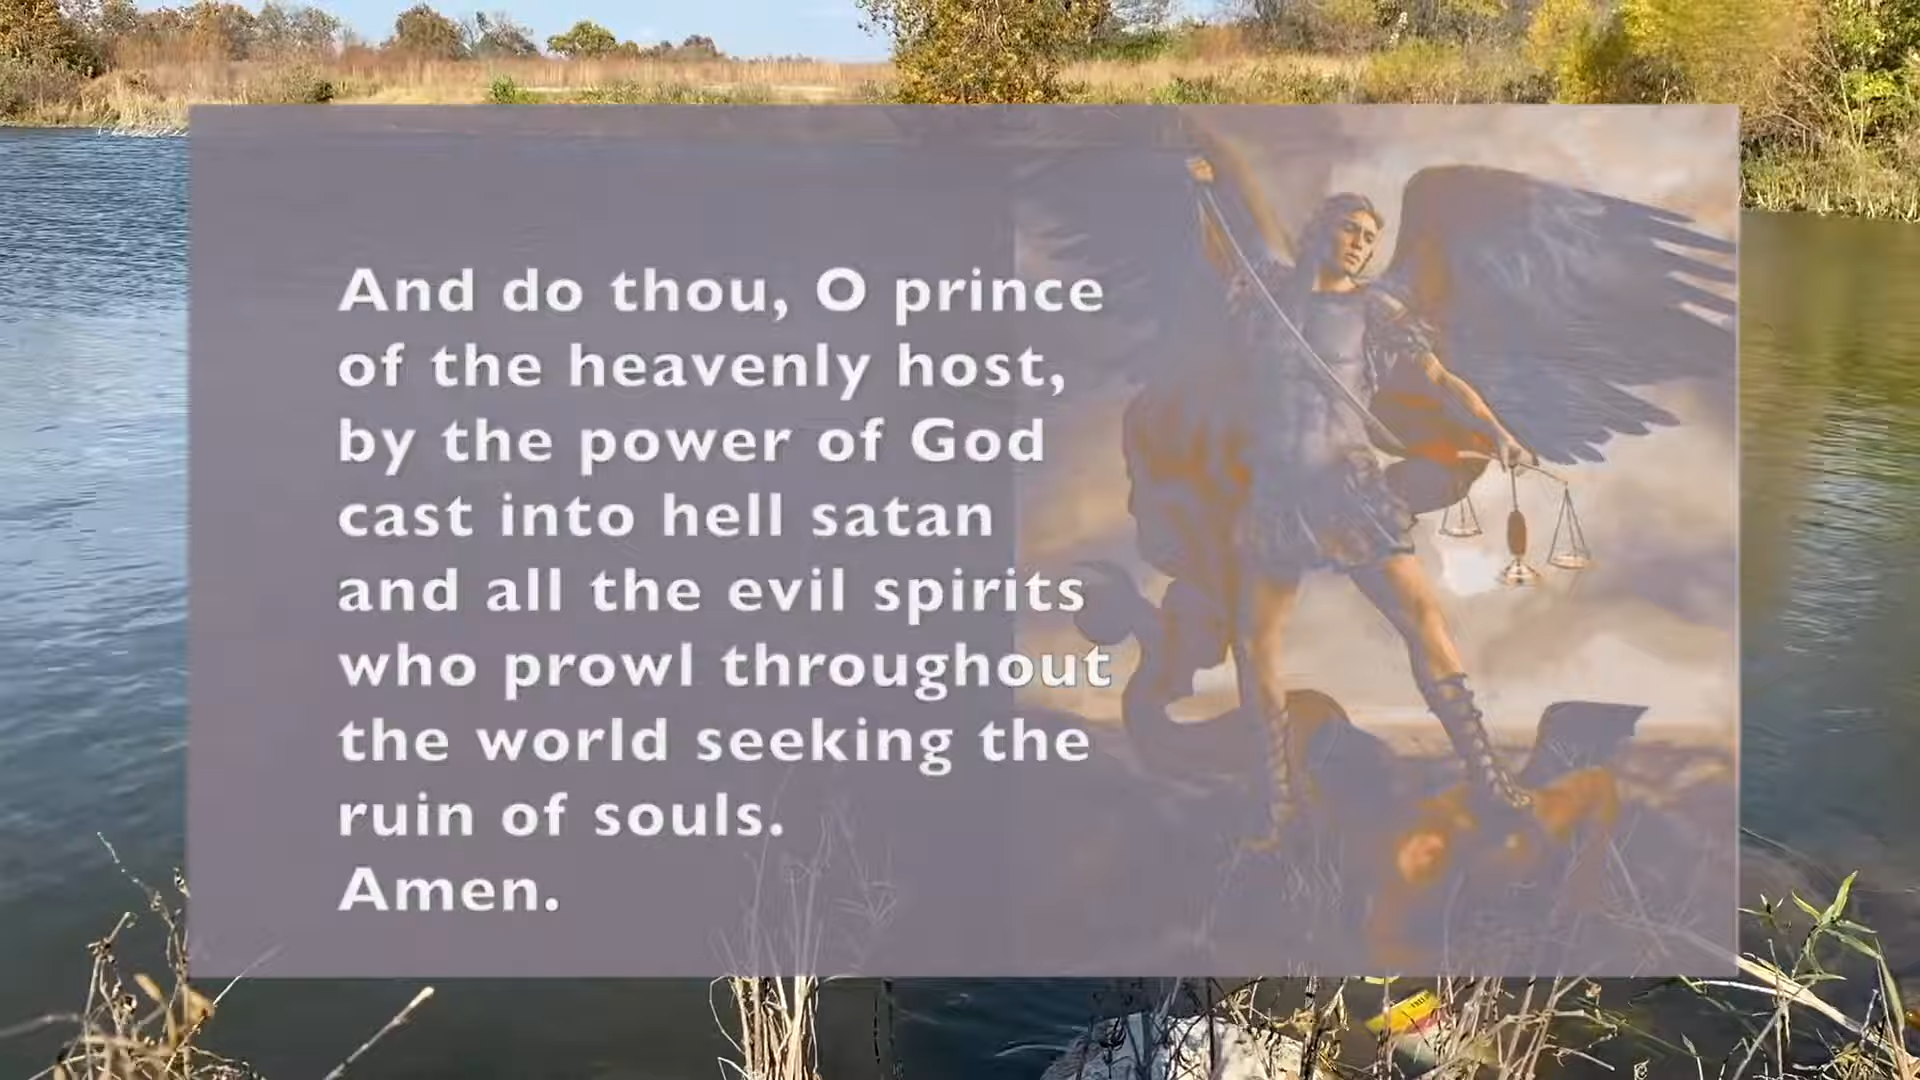 And do thou, O prince
of the heavenly host,
by the power of God
cast into hell satan
and all the evil spirits
who prowl throughout
the world seeking the
ruin of souls.
Amen.